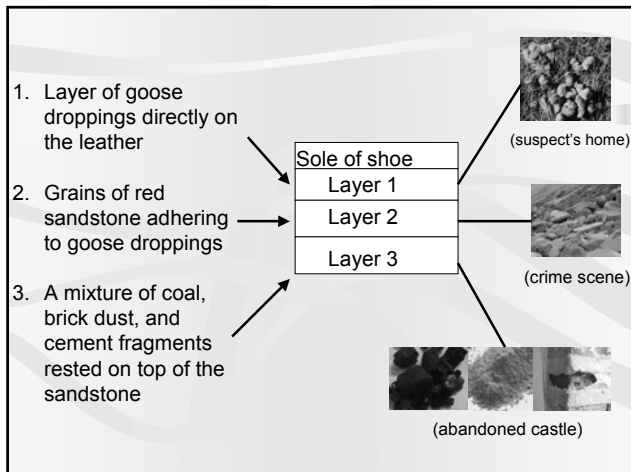 1. Layer of goose
droppings directly on
the leather
2. Grains of red
sandstone adhering
to goose droppings
3. A mixture of coal,
brick dust, and
cement fragments
rested on top of the
sandstone
Sole of shoe
Layer 1
Layer 2
Layer 3
(suspect's home)
(crime scene)
(abandoned castle)